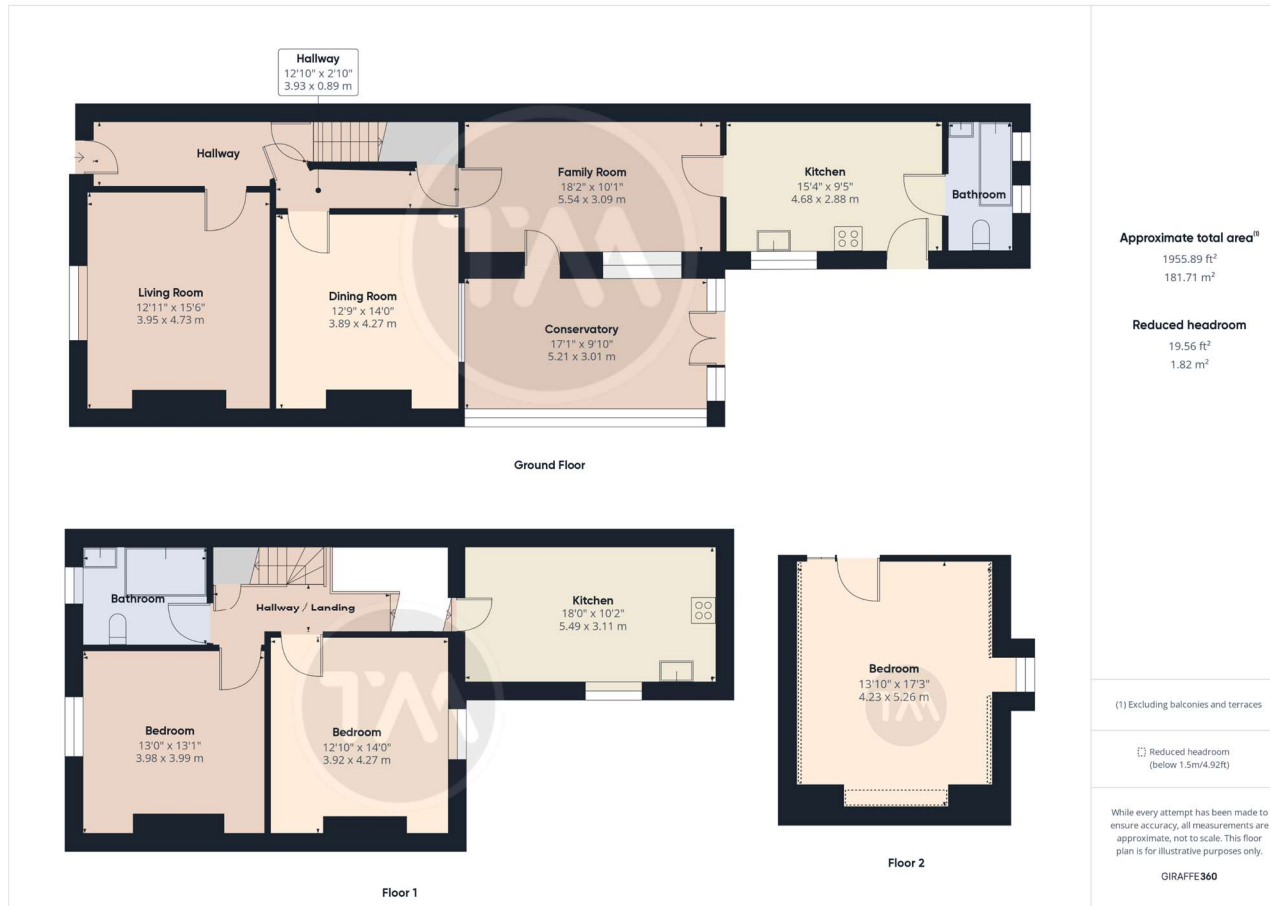 Hallway
12'10" x 2'10"
3.93 x 0.89 m
Hallway
Family Room
18'2" x 10'1"
5.54 x 3.09 m
Kitchen
15'4" x 9'5"
4.68 x 2.88 m
Bathroom
Living Room
12'11" x 15'6"
3.95 x 4.73 m
Dining Room
12'9" x 14'0"
3.89 x 4.27 m
Conservatory
17'1" x 9'10"
5.21 x 3.01 m
Ground Floor
Bathroom
Hallway / Landing
Kitchen
18'0" x 10'2"
5.49 x 3.11 m
Bedroom
13'0" x 13'1"
3.98 x 3.99 m
Bedroom
12'10" x 14'0"
3.92 x 4.27 m
Floor 1
Bedroom
13'10" x 17'3"
4.23 x 5.26 m
Floor 2
TM
TM
TM
Approximate total area(1)
1955.89 ft²
181.71 m²
Reduced headroom
19.56 ft²
1.82 m²
(1) Excluding balconies and terraces
Reduced headroom
(below 1.5m/4.92ft)
While every attempt has been made to
ensure accuracy, all measurements are
approximate, not to scale. This floor
plan is for illustrative purposes only.
GIRAFFE360